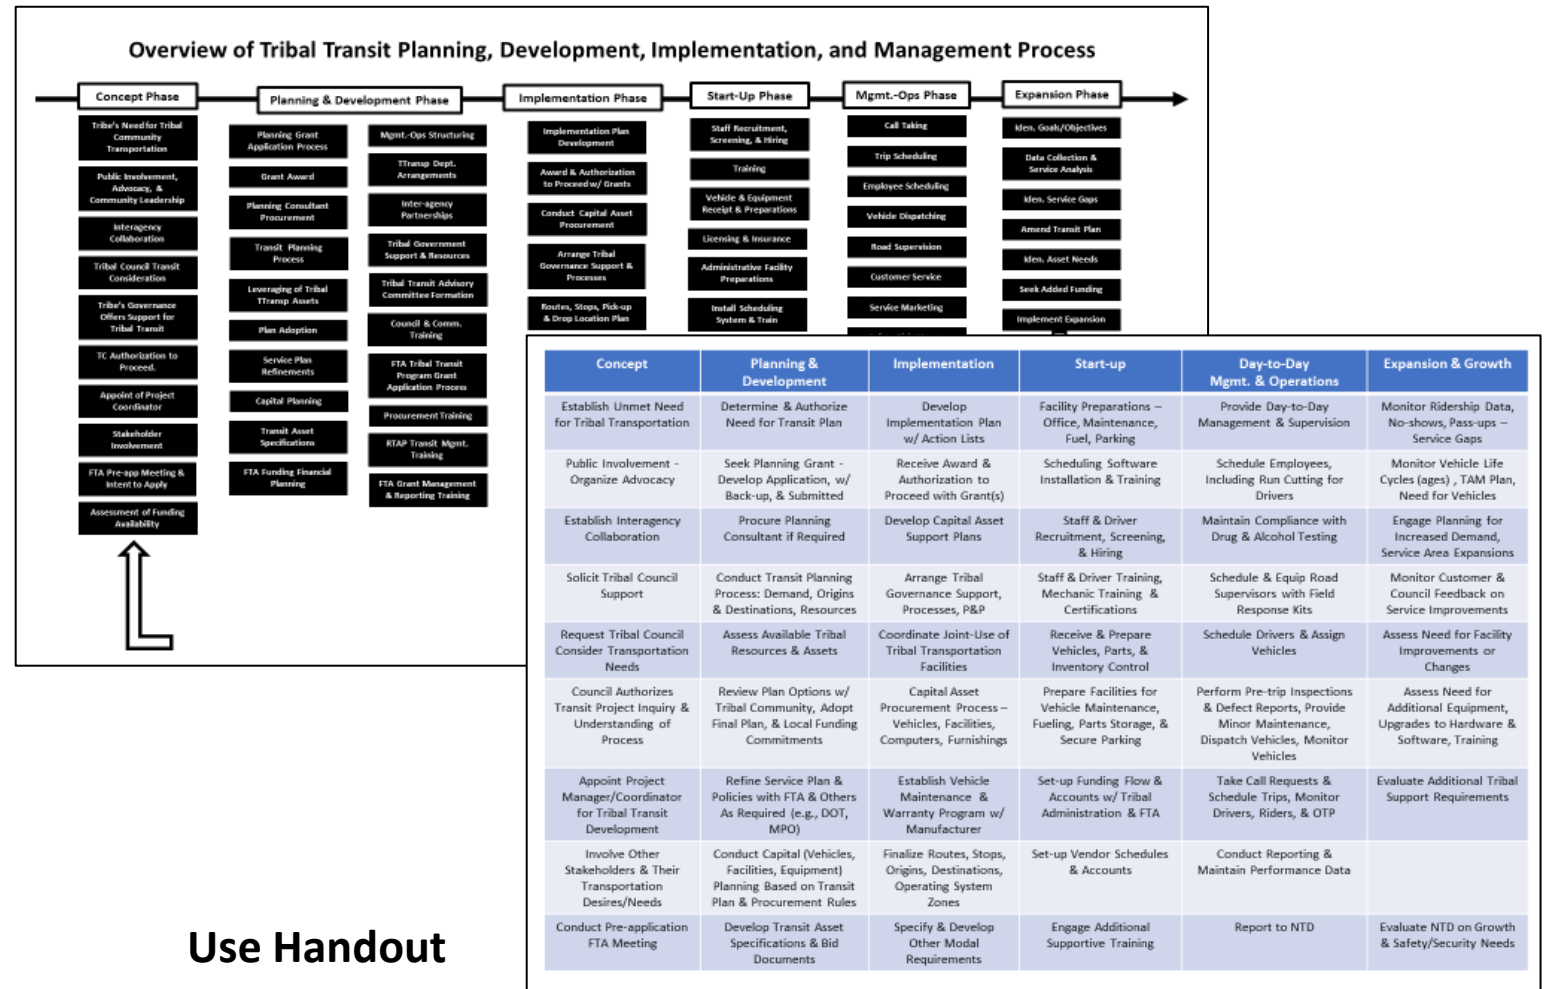 Overview of Tribal Transit Planning, Development, Implementation, and Management Process
Concept Phase
Planning & Development Phase
Implementation Phase
Start-Up Phase
Mgmt.-Ops Phase
Expansion Phase
Tribe's Need for Tribal
Community
Transportation
Public Involvement,
Advocacy, &
Community Leadership
Interagency
Collaboration
Tribal Council Transit
Consideration
Tribe's Governance
Offers Support for
Tribal Transit
TC Authorization to
Proceed.
Appoint of Project
Coordinator
Stakeholder
Involvement
FTA Pre-app Meeting &
Intent to Apply
Assessment of Funding
Availability
Planning Grant
Application Process
Grant Award
Planning Consultant
Procurement
Transit Planning
Process
Leveraging of Tribal
TTransp Assets
Plan Adoption
Service Plan
Refinements
Capital Planning
Transit Asset
Specifications
FTA Funding Financial
Planning
Mgmt.-Ops Structuring
TTransp Dept.
Arrangements
Inter-agency
Partnerships
Tribal Government
Support & Resources
Tribal Transit Advisory
Committee Formation
Council & Comm.
Training
FTA Tribal Transit
Program Grant
Application Process
Procurement Training
RTAP Transit Mgmt.
Training
FTA Grant Management
& Reporting Training
Implementation Plan
Development
Award & Authorization
to Proceed w/ Grants
Conduct Capital Asset
Procurement
Arrange Tribal
Governance Support &
Processes
Routes, Stops, Pick-up
& Drop Location Plan
Staff Recruitment,
Screening, & Hiring
Training
Vehicle & Equipment
Receipt & Preparations
Licensing & Insurance
Administrative Facility
Preparations
Install Scheduling
System & Train
Call Taking
Trip Scheduling
Employee Scheduling
Vehicle Dispatching
Road Supervision
Customer Service
Service Marketing
Iden. Goals/Objectives
Data Collection &
Service Analysis
Iden. Service Gaps
Amend Transit Plan
Iden. Asset Needs
Seek Added Funding
Implement Expansion
Concept
Planning &
Development
Implementation
Start-up
Day-to-Day
Mgmt. & Operations
Expansion & Growth
Establish Unmet Need
for Tribal Transportation
Determine & Authorize
Need for Transit Plan
Develop
Implementation Plan
w/ Action Lists
Facility Preparations –
Office, Maintenance,
Fuel, Parking
Provide Day-to-Day
Management & Supervision
Monitor Ridership Data,
No-shows, Pass-ups –
Service Gaps
Public Involvement -
Organize Advocacy
Seek Planning Grant -
Develop Application, w/
Back-up, & Submitted
Receive Award &
Authorization to
Proceed with Grant(s)
Scheduling Software
Installation & Training
Schedule Employees,
Including Run Cutting for
Drivers
Monitor Vehicle Life
Cycles (ages) , TAM Plan,
Need for Vehicles
Establish Interagency
Collaboration
Procure Planning
Consultant if Required
Develop Capital Asset
Support Plans
Staff & Driver
Recruitment, Screening,
& Hiring
Maintain Compliance with
Drug & Alcohol Testing
Engage Planning for
Increased Demand,
Service Area Expansions
Solicit Tribal Council
Support
Conduct Transit Planning
Process: Demand, Origins
& Destinations, Resources
Arrange Tribal
Governance Support,
Processes, P&P
Staff & Driver Training,
Mechanic Training &
Certifications
Schedule & Equip Road
Supervisors with Field
Response Kits
Monitor Customer &
Council Feedback on
Service Improvements
Request Tribal Council
Consider Transportation
Needs
Assess Available Tribal
Resources & Assets
Coordinate Joint-Use of
Tribal Transportation
Facilities
Receive & Prepare
Vehicles, Parts, &
Inventory Control
Schedule Drivers & Assign
Vehicles
Assess Need for Facility
Improvements or
Changes
Council Authorizes
Transit Project Inquiry &
Understanding of
Process
Review Plan Options w/
Tribal Community, Adopt
Final Plan, & Local Funding
Commitments
Capital Asset
Procurement Process –
Vehicles, Facilities,
Computers, Furnishings
Prepare Facilities for
Vehicle Maintenance,
Fueling, Parts Storage, &
Secure Parking
Perform Pre-trip Inspections
& Defect Reports, Provide
Minor Maintenance,
Dispatch Vehicles, Monitor
Vehicles
Assess Need for
Additional Equipment,
Upgrades to Hardware &
Software, Training
Appoint Project
Manager/Coordinator
for Tribal Transit
Development
Refine Service Plan &
Policies with FTA & Others
As Required (e.g., DOT,
MPO)
Establish Vehicle
Maintenance &
Warranty Program w/
Manufacturer
Set-up Funding Flow &
Accounts w/ Tribal
Administration & FTA
Take Call Requests &
Schedule Trips, Monitor
Drivers, Riders, & OTP
Evaluate Additional Tribal
Support Requirements
Involve Other
Stakeholders & Their
Transportation
Desires/Needs
Conduct Capital (Vehicles,
Facilities, Equipment)
Planning Based on Transit
Plan & Procurement Rules
Finalize Routes, Stops,
Origins, Destinations,
Operating System
Zones
Set-up Vendor Schedules
& Accounts
Conduct Reporting &
Maintain Performance Data
Conduct Pre-application
FTA Meeting
Develop Transit Asset
Specifications & Bid
Documents
Specify & Develop
Other Modal
Requirements
Engage Additional
Supportive Training
Report to NTD
Evaluate NTD on Growth
& Safety/Security Needs
Use Handout